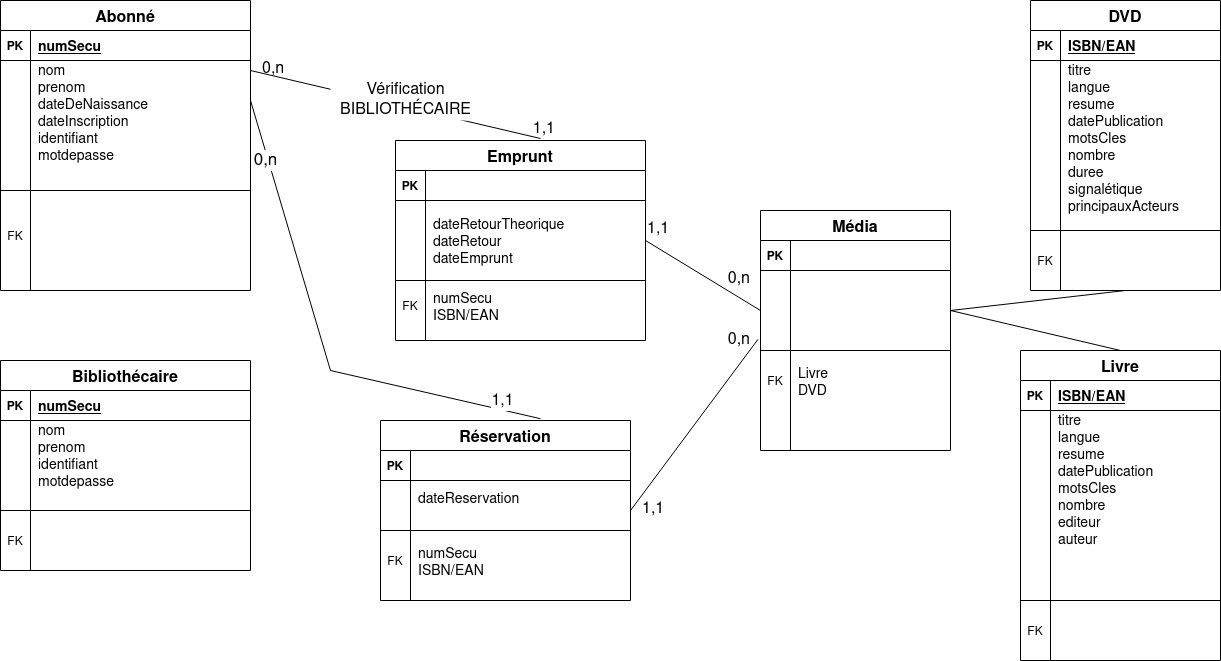 Abonné
PK numSecu
nom
prenom
dateDeNaissance
dateInscription
identifiant
motdepasse
FK
0,n
Vérification
BIBLIOTHÉCAIRE
1,1
0,n
Emprunt
PK
dateRetourTheorique
dateRetour
dateEmprunt
FK
numSecu
ISBN/EAN
1,1
0,n
Média
PK
FK
Livre
DVD
0,n
DVD
PK ISBN/EAN
titre
langue
resume
datePublication
motsCles
nombre
duree
signalétique
principauxActeurs
FK
Bibliothécaire
PK numSecu
nom
prenom
identifiant
motdepasse
FK
1,1
Réservation
PK
dateReservation
FK
numSecu
ISBN/EAN
1,1
Livre
PK ISBN/EAN
titre
langue
resume
datePublication
motsCles
nombre
editeur
auteur
FK